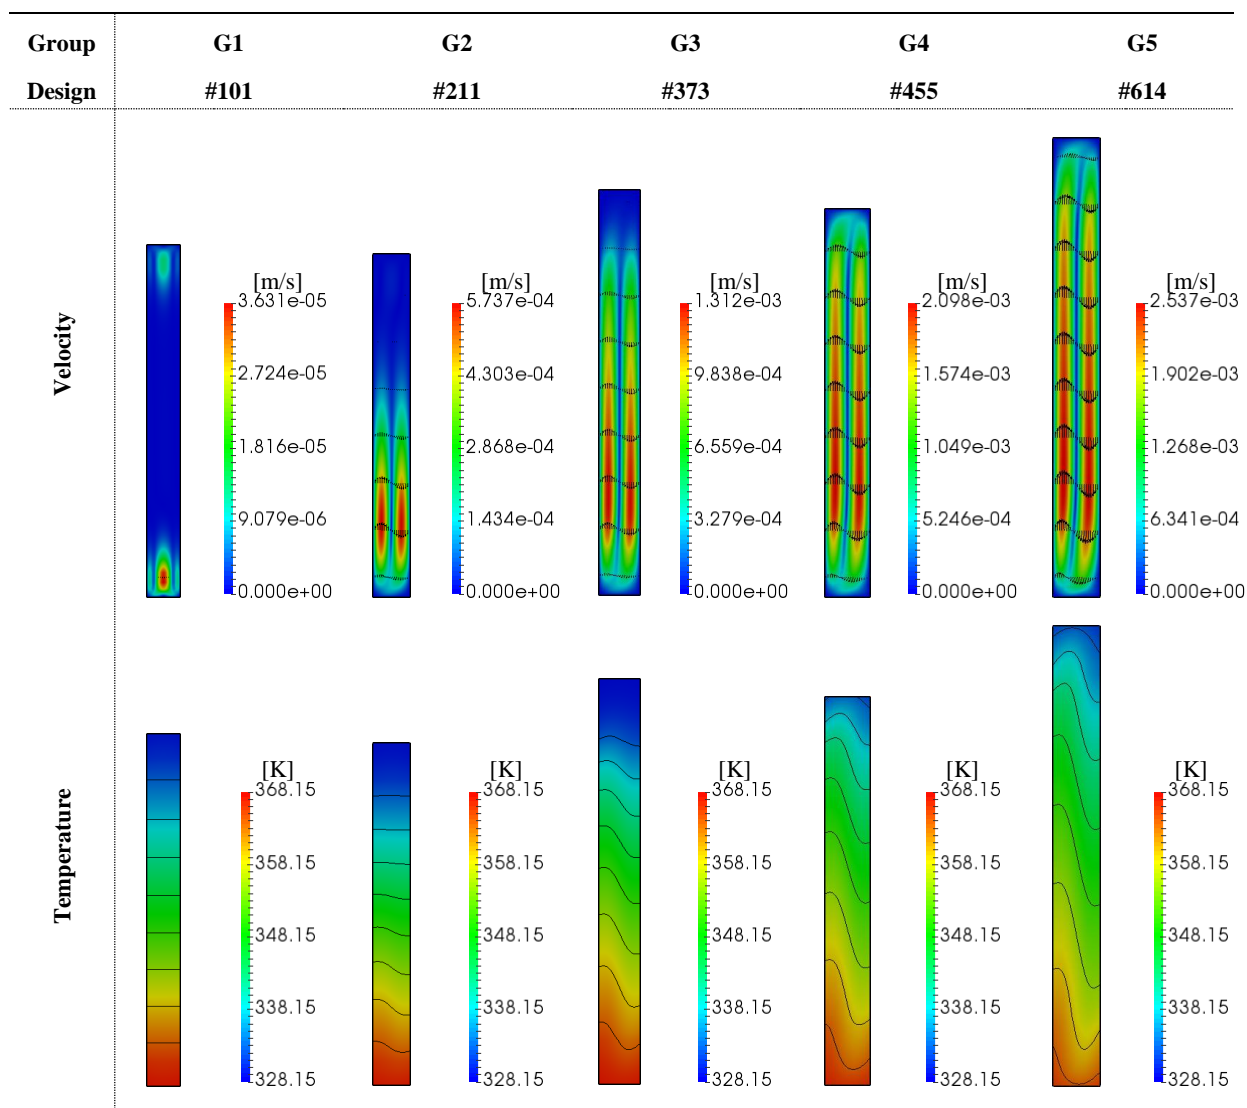 Group G1 G2 G3 G4 G5
Design #101 #211 #373 #455 #614
Velocity
[m/s] [m/s] [m/s] [m/s] [m/s]
3.631e-05 5.737e-04 1.312e-03 2.098e-03 2.537e-03
2.724e-05 4.303e-04 9.838e-04 1.574e-03 1.902e-03
1.816e-05 2.868e-04 6.559e-04 1.049e-03 1.268e-03
9.079e-06 1.434e-04 3.279e-04 5.246e-04 6.341e-04
0.000e+00 0.000e+00 0.000e+00 0.000e+00 0.000e+00
Temperature
[K] [K] [K] [K] [K]
368.15 368.15 368.15 368.15 368.15
358.15 358.15 358.15 358.15 358.15
348.15 348.15 348.15 348.15 348.15
338.15 338.15 338.15 338.15 338.15
328.15 328.15 328.15 328.15 328.15